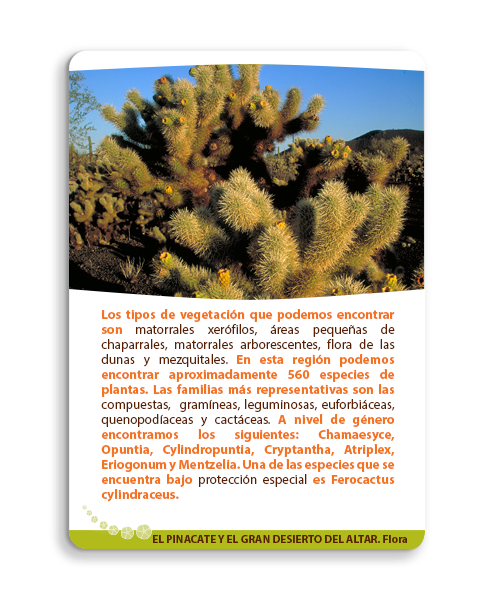 Los tipos de vegetación que podemos encontrar
son matorrales xerófilos, áreas pequeñas de
chaparrales, matorrales arborescentes, flora de las
dunas y mezquitales. En esta región podemos
encontrar aproximadamente 560 especies de
plantas. Las familias más representativas son las
compuestas, gramíneas, leguminosas, euforbiáceas,
quenopodíaceas y cactáceas. A nivel de género
encontramos los siguientes: Chamaesyce,
Opuntia, Cylindropuntia, Cryptantha, Atriplex,
Eriogonum y Mentzelia. Una de las especies que se
encuentra bajo protección especial es Ferocactus
cylindraceus.
EL PINACATE Y EL GRAN DESIERTO DEL ALTAR. Flora